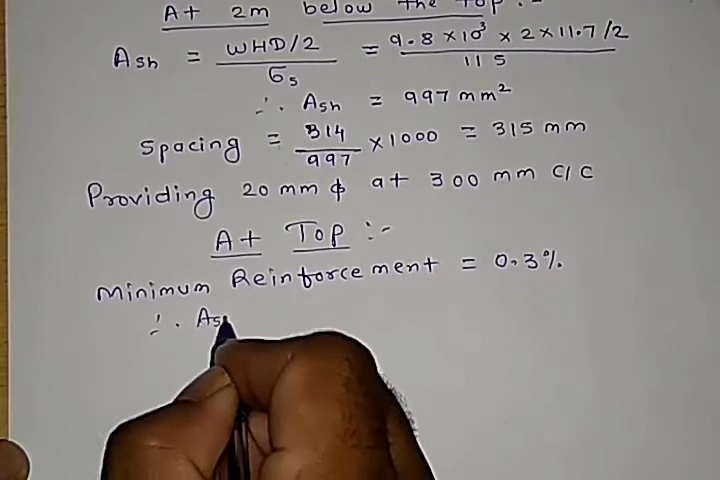 At 2m below the Top :-
Ash = WHD/2 / σs = 9.8 × 10³ × 2 × 11.7/2 / 115
∴ Ash = 997 mm²
Spacing = 314 / 997 × 1000 = 315 mm
Providing 20 mm ϕ at 300 mm C/C
At Top :-
Minimum Reinforcement = 0.3%
∴ As